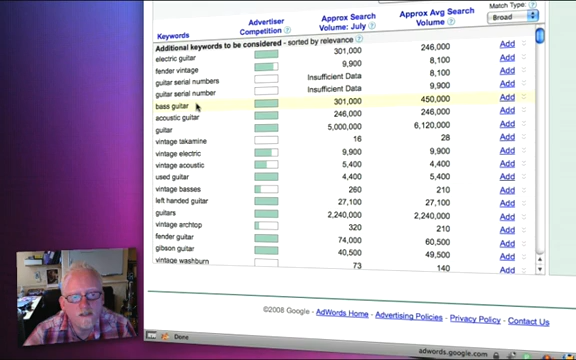 Match Type: ?
Keywords
Advertiser Competition ?
Approx Search Volume: July ?
Approx Avg Search Volume ?
Broad
Additional keywords to be considered - sorted by relevance ?
electric guitar 301,000 246,000 Add
fender vintage 9,900 8,100 Add
guitar serial numbers Insufficient Data 8,100 Add
guitar serial number Insufficient Data 9,900 Add
bass guitar 301,000 450,000 Add
acoustic guitar 246,000 246,000 Add
guitar 5,000,000 6,120,000 Add
vintage takamine 16 28 Add
vintage electric 9,900 9,900 Add
vintage acoustic 5,400 4,400 Add
used guitar 4,400 5,400 Add
vintage basses 260 210 Add
left handed guitar 27,100 27,100 Add
guitars 2,240,000 2,240,000 Add
vintage archtop 320 210 Add
fender guitar 74,000 60,500 Add
gibson guitar 40,500 49,500 Add
vintage washburn 73 140 Add
©2008 Google - AdWords Home - Advertising Policies - Privacy Policy - Contact Us
Done
adwords.google.com